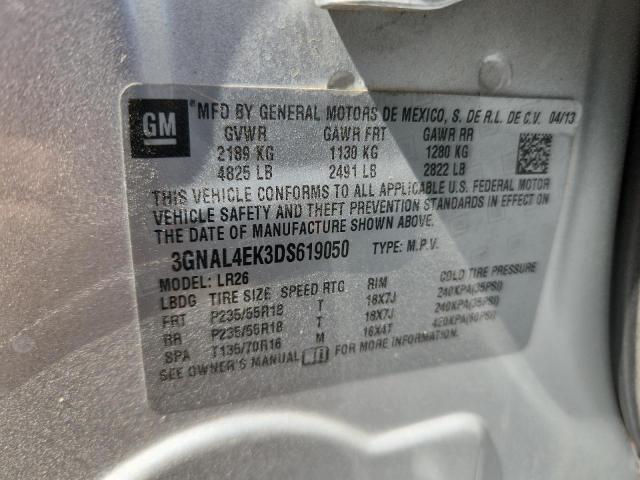 GM
MFD BY GENERAL MOTORS DE MEXICO, S. DE R.L. DE C.V. 04/13
GVWR GAWR FRT GAWR RR
2189 KG 1130 KG 1280 KG
4825 LB 2491 LB 2822 LB
THIS VEHICLE CONFORMS TO ALL APPLICABLE U.S. FEDERAL MOTOR
VEHICLE SAFETY AND THEFT PREVENTION STANDARDS IN EFFECT ON
THE DATE OF MANUFACTURE SHOWN ABOVE.
3GNAL4EK3DS619050 TYPE: M.P.V.
MODEL: LR26
LBDG TIRE SIZE SPEED RTG RIM COLD TIRE PRESSURE
FRT P235/55R18 T 18X7J 240KPA(35PSI)
RR P235/55R18 T 18X7J 240KPA(35PSI)
SPA T135/70R16 M 16X4T 420KPA(60PSI)
SEE OWNER'S MANUAL FOR MORE INFORMATION.